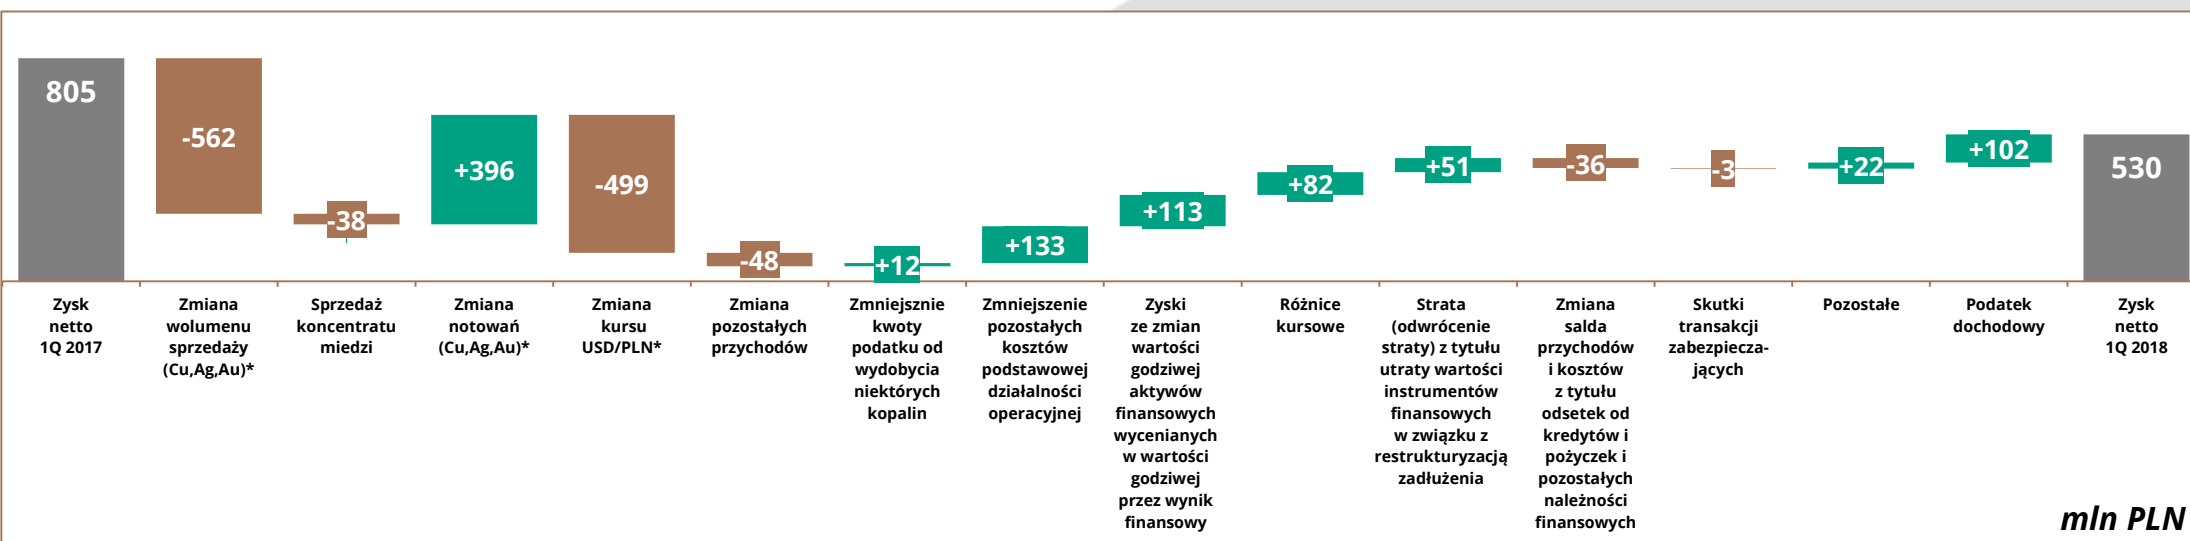 805
-562
-38
+396
-499
-48
+12
+133
+113
+82
+51
-36
-3
+22
+102
530
Zysk
netto
1Q 2017
Zmiana
wolumenu
sprzedaży
(Cu,Ag,Au)*
Sprzedaż
koncentratu
miedzi
Zmiana
notowań
(Cu,Ag,Au)*
Zmiana
kursu
USD/PLN*
Zmiana
pozostałych
przychodów
Zmniejsznie
kwoty
podatku od
wydobycia
niektórych
kopalin
Zmniejszenie
pozostałych
kosztów
podstawowej
działalności
operacyjnej
Zyski
ze zmian
wartości
godziwej
aktywów
finansowych
wycenianych
w wartości
godziwej
przez wynik
finansowy
Różnice
kursowe
Strata
(odwrócenie
straty) z tytułu
utraty wartości
instrumentów
finansowych
w związku z
restrukturyzacją
zadłużenia
Zmiana
salda
przychodów
i kosztów
z tytułu
odsetek od
kredytów i
pożyczek i
pozostałych
należności
finansowych
Skutki
transakcji
zabezpiecza-
jących
Pozostałe
Podatek
dochodowy
Zysk
netto
1Q 2018
mln PLN